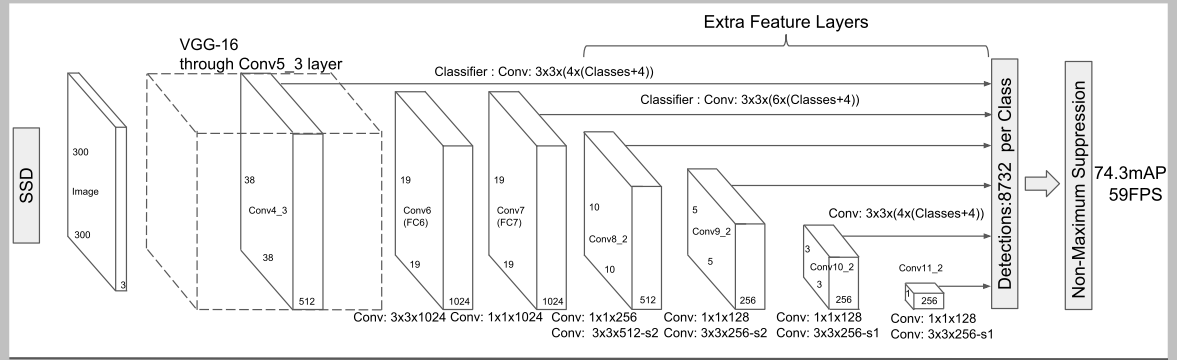 Extra Feature Layers
VGG-16
through Conv5_3 layer
Classifier : Conv: 3x3x(4x(Classes+4))
Classifier : Conv: 3x3x(6x(Classes+4))
SSD
300
Image
300
3
38
Conv4_3
38
512
19
Conv6
(FC6)
19
1024
19
Conv7
(FC7)
19
1024
10
Conv8_2
10
512
5
Conv9_2
5
256
Conv: 3x3x(4x(Classes+4))
3
Conv10_2
3
256
Conv11_2
1
256
Conv: 3x3x1024
Conv: 1x1x1024
Conv: 1x1x256
Conv: 3x3x512-s2
Conv: 1x1x128
Conv: 3x3x256-s2
Conv: 1x1x128
Conv: 3x3x256-s1
Conv: 1x1x128
Conv: 3x3x256-s1
Detections:8732 per Class
Non-Maximum Suppression
74.3mAP
59FPS